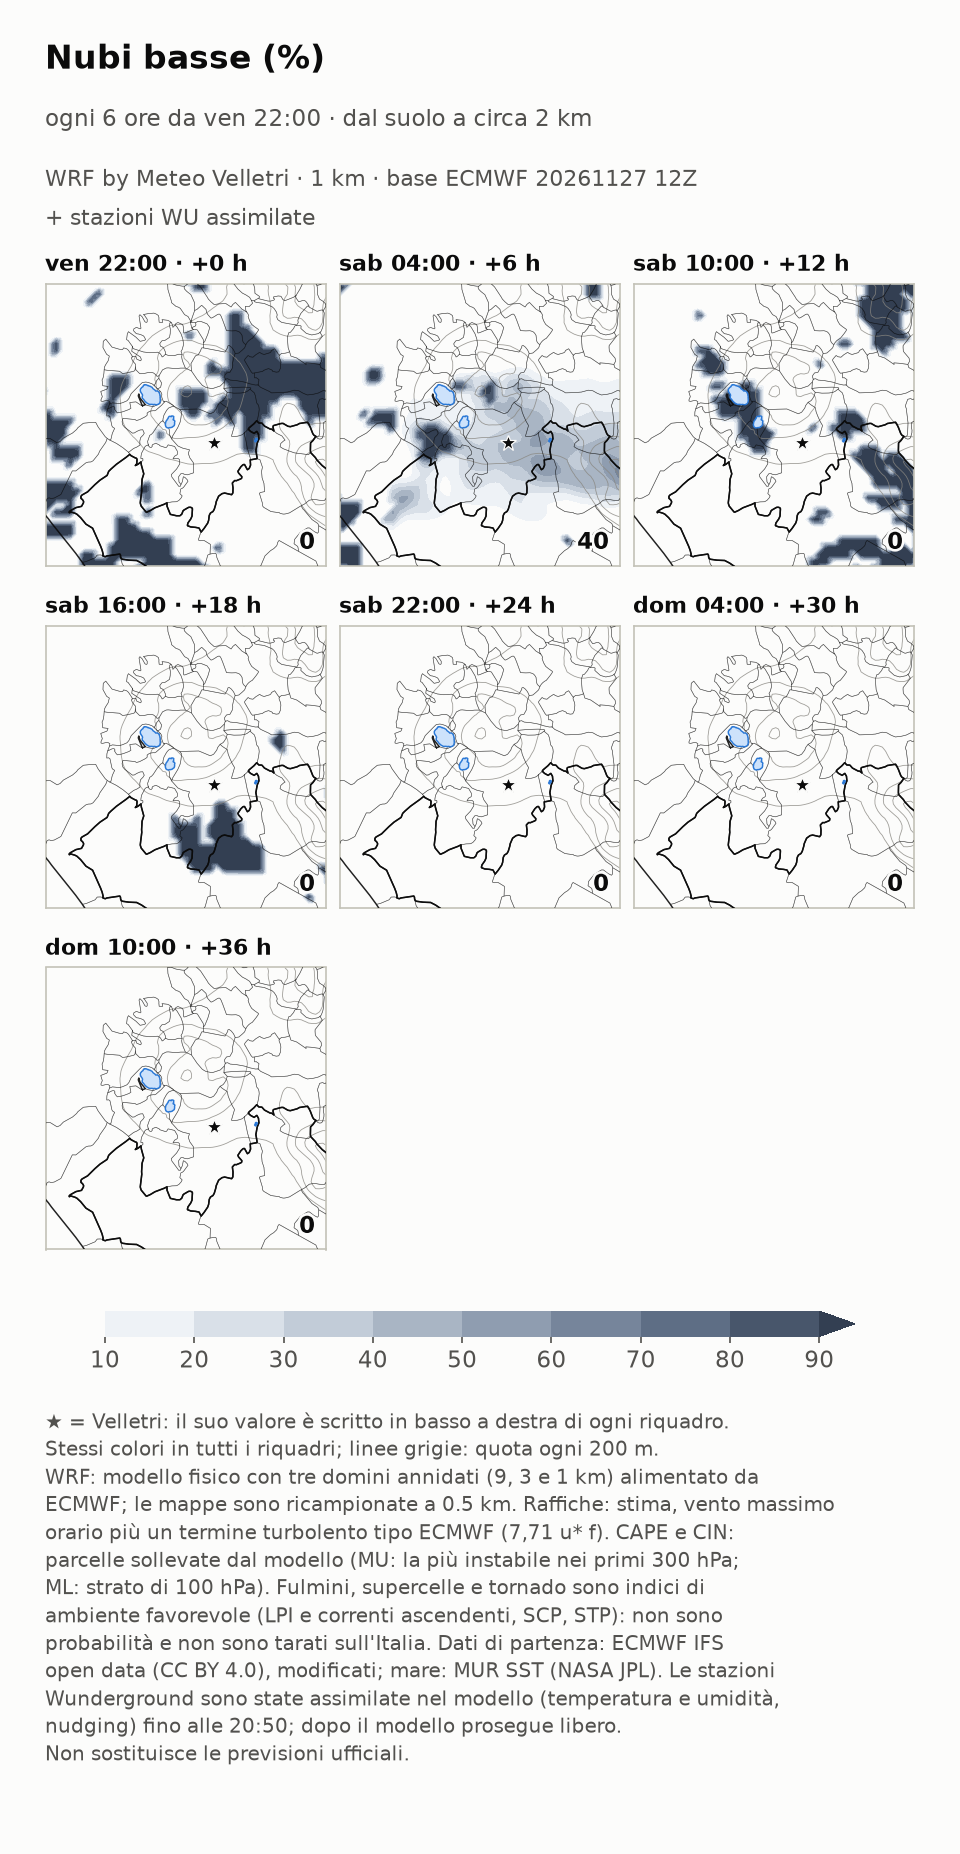 Nubi basse (%)
ogni 6 ore da ven 22:00 · dal suolo a circa 2 km
WRF by Meteo Velletri · 1 km · base ECMWF 20261127 12Z
+ stazioni WU assimilate
ven 22:00 · +0 h
0
sab 04:00 · +6 h
40
sab 10:00 · +12 h
0
sab 16:00 · +18 h
0
sab 22:00 · +24 h
0
dom 04:00 · +30 h
0
dom 10:00 · +36 h
0
10 20 30 40 50 60 70 80 90
★ = Velletri: il suo valore è scritto in basso a destra di ogni riquadro.
Stessi colori in tutti i riquadri; linee grigie: quota ogni 200 m.
WRF: modello fisico con tre domini annidati (9, 3 e 1 km) alimentato da
ECMWF; le mappe sono ricampionate a 0.5 km. Raffiche: stima, vento massimo
orario più un termine turbolento tipo ECMWF (7,71 u* f). CAPE e CIN:
parcelle sollevate dal modello (MU: la più instabile nei primi 300 hPa;
ML: strato di 100 hPa). Fulmini, supercelle e tornado sono indici di
ambiente favorevole (LPI e correnti ascendenti, SCP, STP): non sono
probabilità e non sono tarati sull'Italia. Dati di partenza: ECMWF IFS
open data (CC BY 4.0), modificati; mare: MUR SST (NASA JPL). Le stazioni
Wunderground sono state assimilate nel modello (temperatura e umidità,
nudging) fino alle 20:50; dopo il modello prosegue libero.
Non sostituisce le previsioni ufficiali.